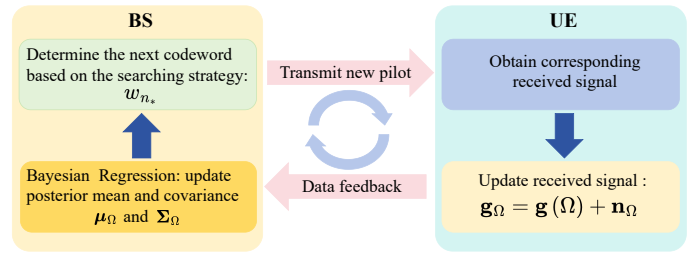 BS
Determine the next codeword
based on the searching strategy:
w_{n_*}
Bayesian Regression: update
posterior mean and covariance
μ_Ω and Σ_Ω
Transmit new pilot
Data feedback
UE
Obtain corresponding
received signal
Update received signal :
g_Ω = g (Ω) + n_Ω